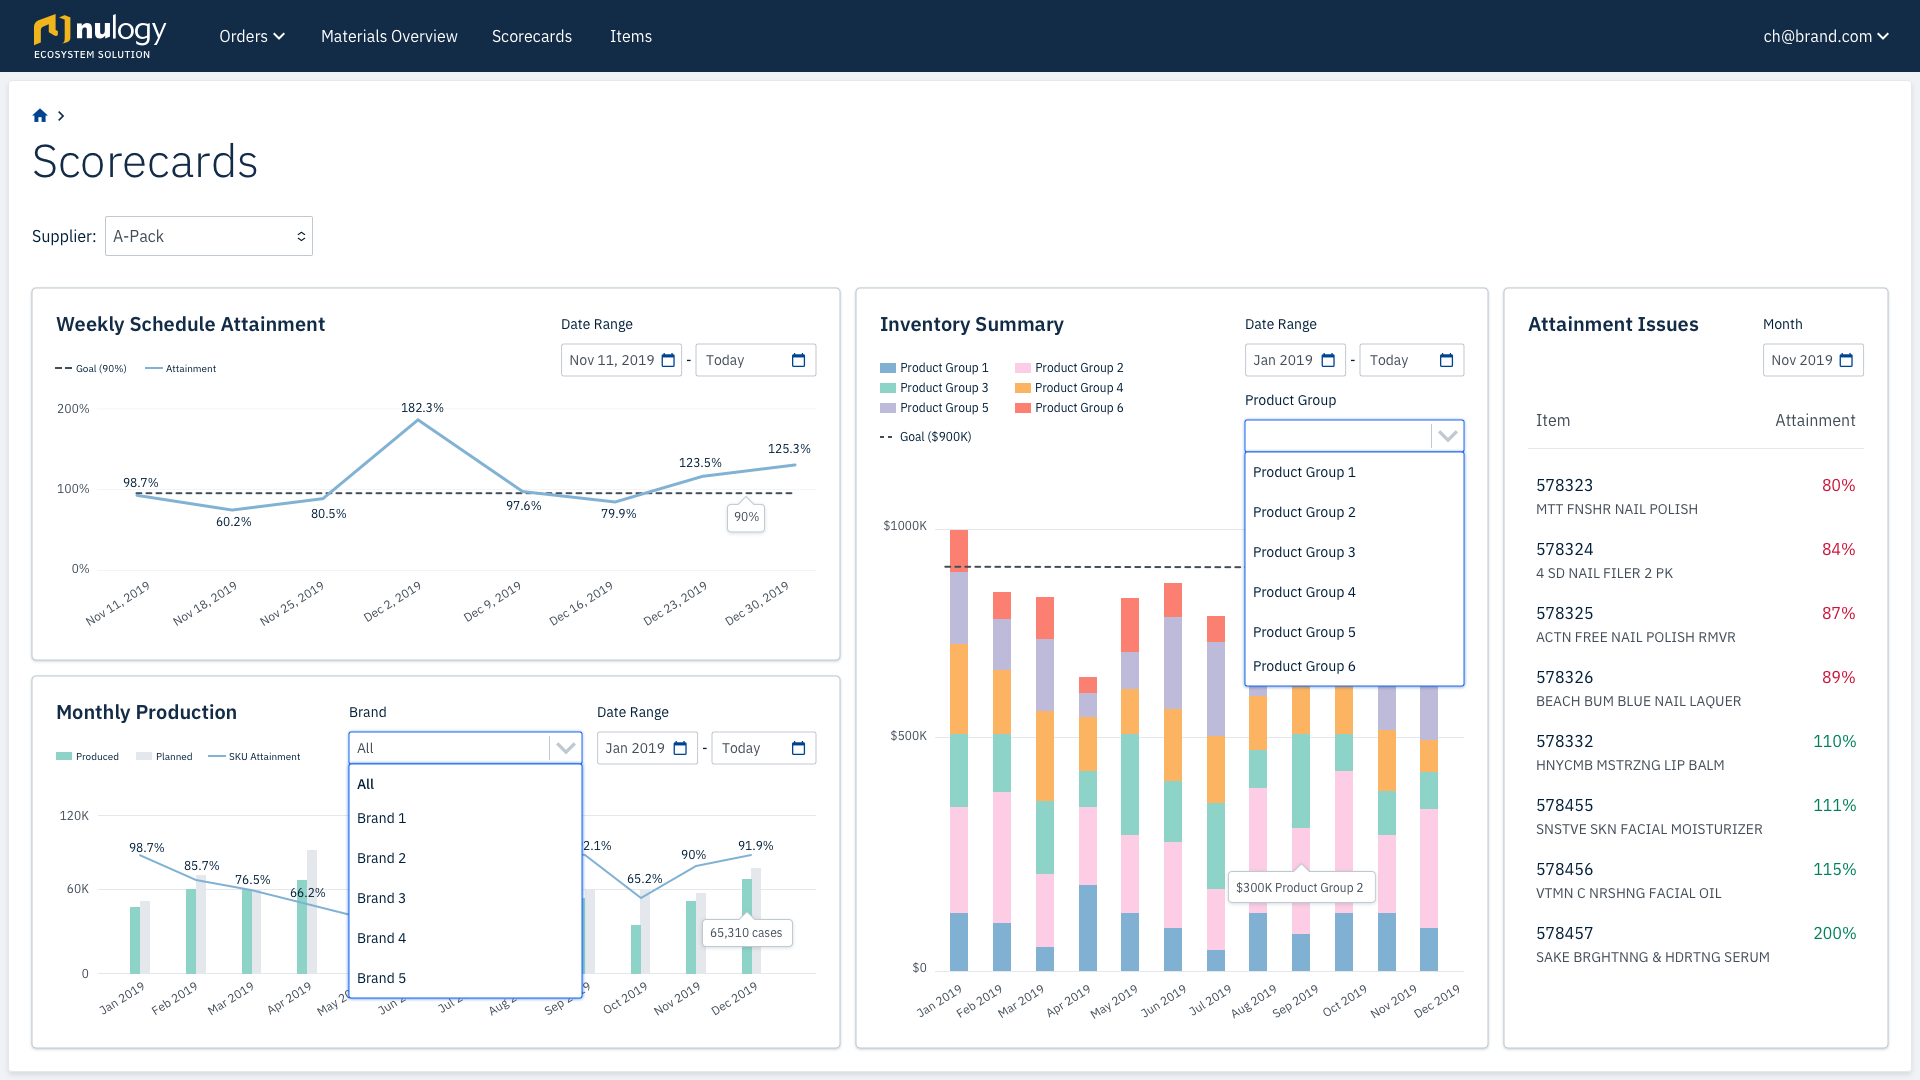 nulogy
ECOSYSTEM SOLUTION
Orders
Materials Overview
Scorecards
Items
ch@brand.com
Scorecards
Supplier:
A-Pack
Weekly Schedule Attainment
Date Range
Nov 11, 2019 - Today
Goal (90%)
Attainment
200%
100%
0%
98.7%
60.2%
80.5%
182.3%
97.6%
79.9%
123.5%
125.3%
90%
Nov 11, 2019
Nov 18, 2019
Nov 25, 2019
Dec 2, 2019
Dec 9, 2019
Dec 16, 2019
Dec 23, 2019
Dec 30, 2019
Monthly Production
Brand
All
All
Brand 1
Brand 2
Brand 3
Brand 4
Brand 5
Date Range
Jan 2019 - Today
Produced
Planned
SKU Attainment
120K
60K
0
98.7%
85.7%
76.5%
66.2%
2.1%
65.2%
90%
91.9%
65,310 cases
Jan 2019
Feb 2019
Mar 2019
Apr 2019
May 20
Jun 2
Jul 2
Aug 2
Sep 9
Oct 2019
Nov 2019
Dec 2019
Inventory Summary
Date Range
Jan 2019 - Today
Product Group 1
Product Group 2
Product Group 3
Product Group 4
Product Group 5
Product Group 6
Goal ($900K)
Product Group
Product Group 1
Product Group 2
Product Group 3
Product Group 4
Product Group 5
Product Group 6
$1000K
$500K
$0
$300K Product Group 2
Jan 2019
Feb 2019
Mar 2019
Apr 2019
May 2019
Jun 2019
Jul 2019
Aug 2019
Sep 2019
Oct 2019
Nov 2019
Dec 2019
Attainment Issues
Month
Nov 2019
Item
Attainment
578323
80%
MTT FNSHR NAIL POLISH
578324
84%
4 SD NAIL FILER 2 PK
578325
87%
ACTN FREE NAIL POLISH RMVR
578326
89%
BEACH BUM BLUE NAIL LAQUER
578332
110%
HNYCMB MSTRZNG LIP BALM
578455
111%
SNSTVE SKN FACIAL MOISTURIZER
578456
115%
VTMN C NRSHNG FACIAL OIL
578457
200%
SAKE BRGHTNNG & HDRTNG SERUM